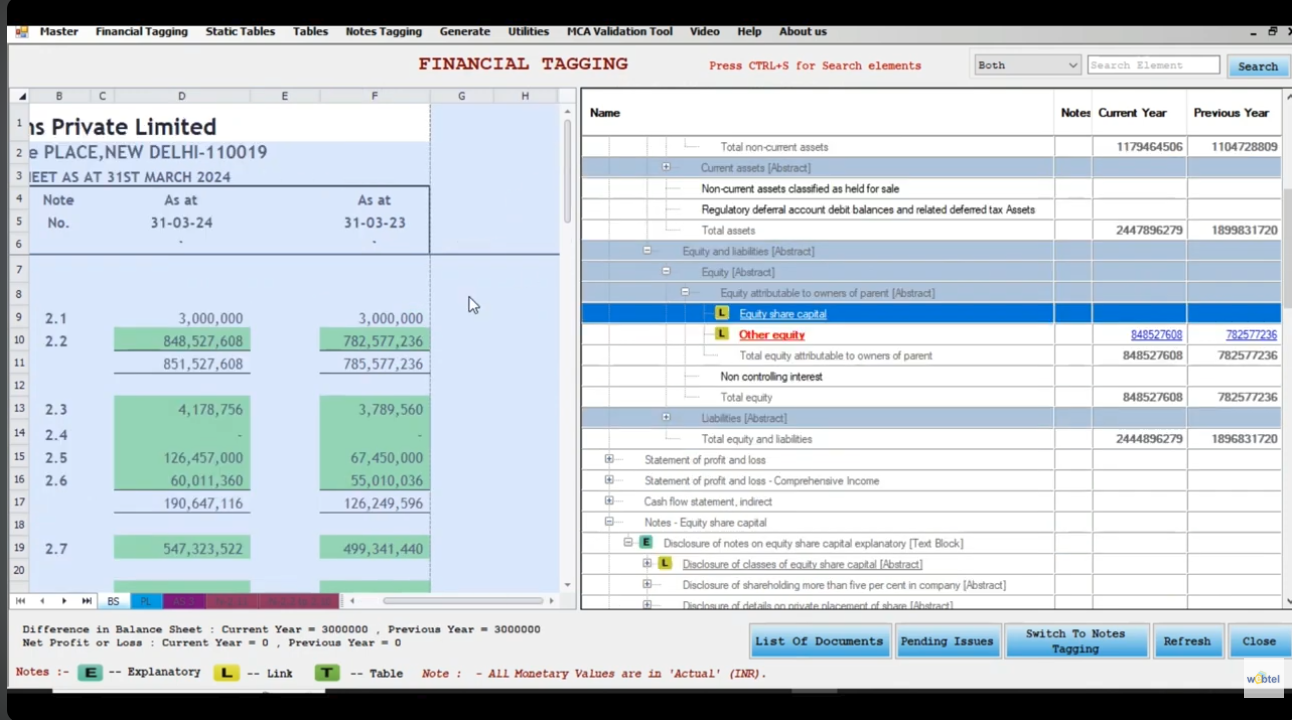 Master Financial Tagging Static Tables Tables Notes Tagging Generate Utilities MCA Validation Tool Video Help About us
FINANCIAL TAGGING
Press CTRL+S for Search elements
Both
Search Element
Search
B C D E F G H
1 ns Private Limited
2 e PLACE,NEW DELHI-110019
3 EET AS AT 31ST MARCH 2024
4 Note As at As at
5 No. 31-03-24 31-03-23
6 - -
7
8
9 2.1 3,000,000 3,000,000
10 2.2 848,527,608 782,577,236
11 851,527,608 785,577,236
12
13 2.3 4,178,756 3,789,560
14 2.4 - -
15 2.5 126,457,000 67,450,000
16 2.6 60,011,360 55,010,036
17 190,647,116 126,249,596
18
19 2.7 547,323,522 499,341,440
20
BS PL
Name Notes Current Year Previous Year
Total non-current assets 1179464506 1104728809
Current assets [Abstract]
Non-current assets classified as held for sale
Regulatory deferral account debit balances and related deferred tax Assets
Total assets 2447896279 1899831720
Equity and liabilities [Abstract]
Equity [Abstract]
Equity attributable to owners of parent [Abstract]
L Equity share capital
L Other equity 848527608 782577236
Total equity attributable to owners of parent 848527608 782577236
Non controlling interest
Total equity 848527608 782577236
Liabilities [Abstract]
Total equity and liabilities 2444896279 1896831720
Statement of profit and loss
Statement of profit and loss - Comprehensive Income
Cash flow statement, indirect
Notes - Equity share capital
E Disclosure of notes on equity share capital explanatory [Text Block]
L Disclosure of classes of equity share capital [Abstract]
Disclosure of shareholding more than five per cent in company [Abstract]
Disclosure of details on private placement of share [Abstract]
Difference in Balance Sheet : Current Year = 3000000 , Previous Year = 3000000
Net Profit or Loss : Current Year = 0 , Previous Year = 0
List Of Documents
Pending Issues
Switch To Notes
Tagging
Refresh
Close
Notes :- E -- Explanatory L -- Link T -- Table Note : - All Monetary Values are in 'Actual' (INR).
webtel